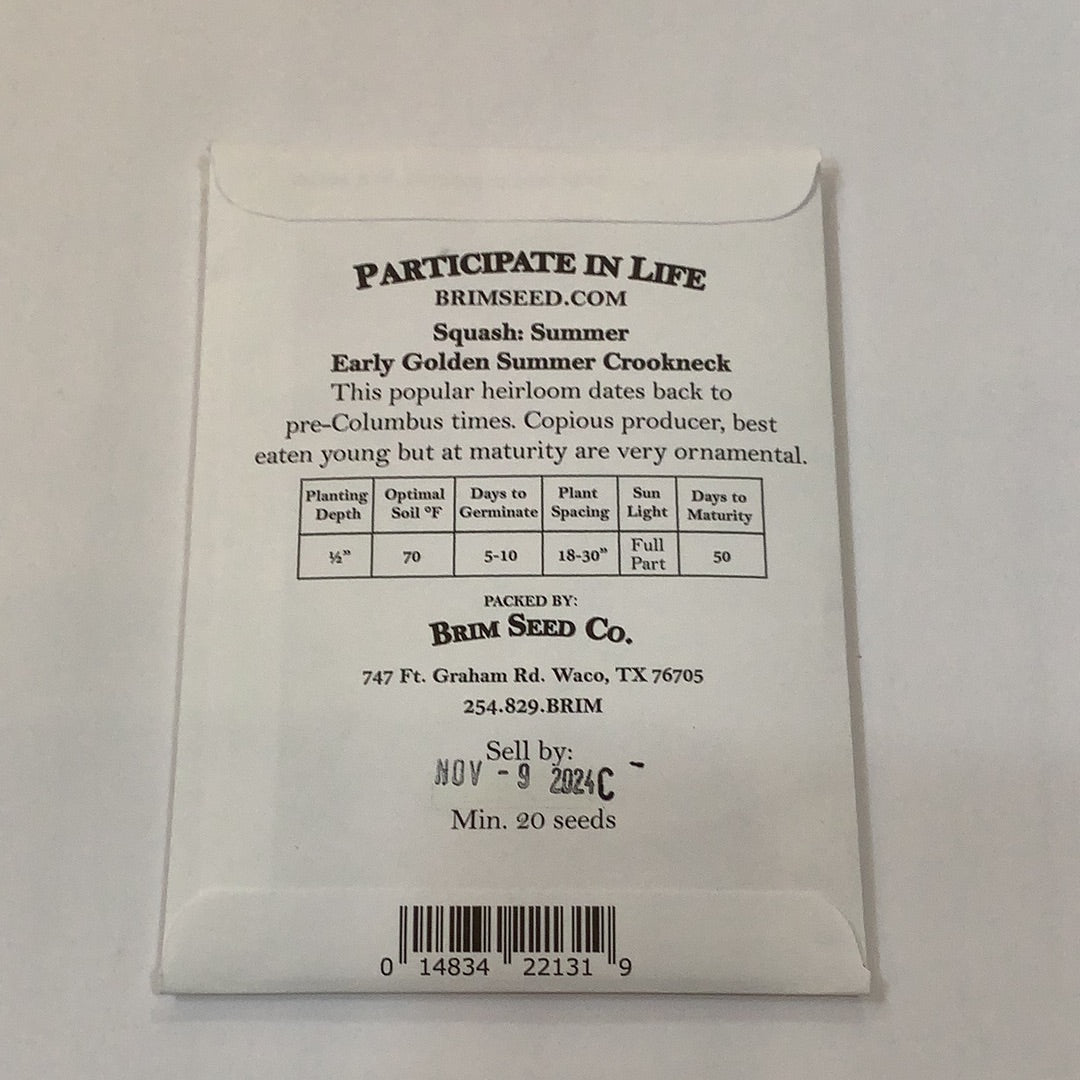 PARTICIPATE IN LIFE
BRIMSEED.COM
Squash: Summer
Early Golden Summer Crookneck
This popular heirloom dates back to
pre-Columbus times. Copious producer, best
eaten young but at maturity are very ornamental.
Planting Depth Optimal Soil °F Days to Germinate Plant Spacing Sun Light Days to Maturity
½” 70 5-10 18-30” Full Part 50
PACKED BY:
BRIM SEED CO.
747 Ft. Graham Rd. Waco, TX 76705
254.829.BRIM
Sell by:
NOV - 9 2024C -
Min. 20 seeds
0 14834 22131 9